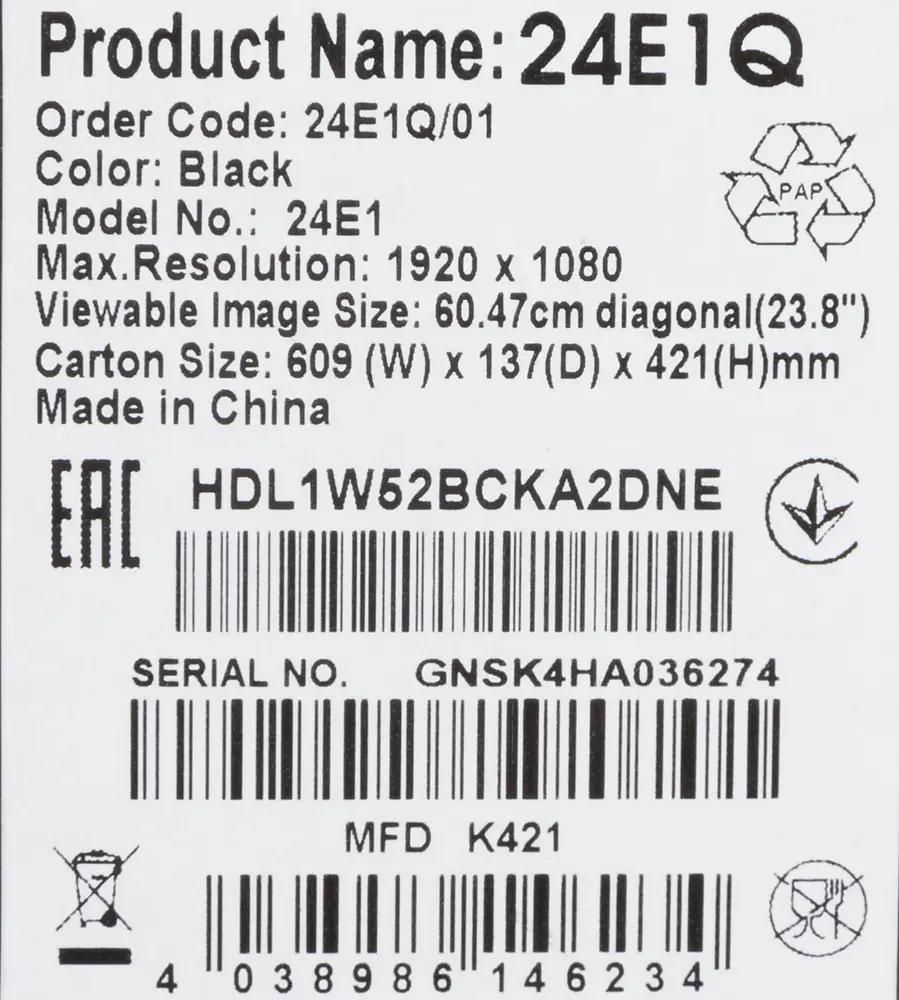 Product Name: 24E1Q
Order Code: 24E1Q/01
Color: Black
PAP
Model No.: 24E1
Max.Resolution: 1920 x 1080
Viewable Image Size: 60.47cm diagonal(23.8")
Carton Size: 609 (W) x 137(D) x 421(H)mm
Made in China
EAC
HDL1W52BCKA2DNE
SERIAL NO. GNSK4HA036274
MFD K421
4 038986 146234